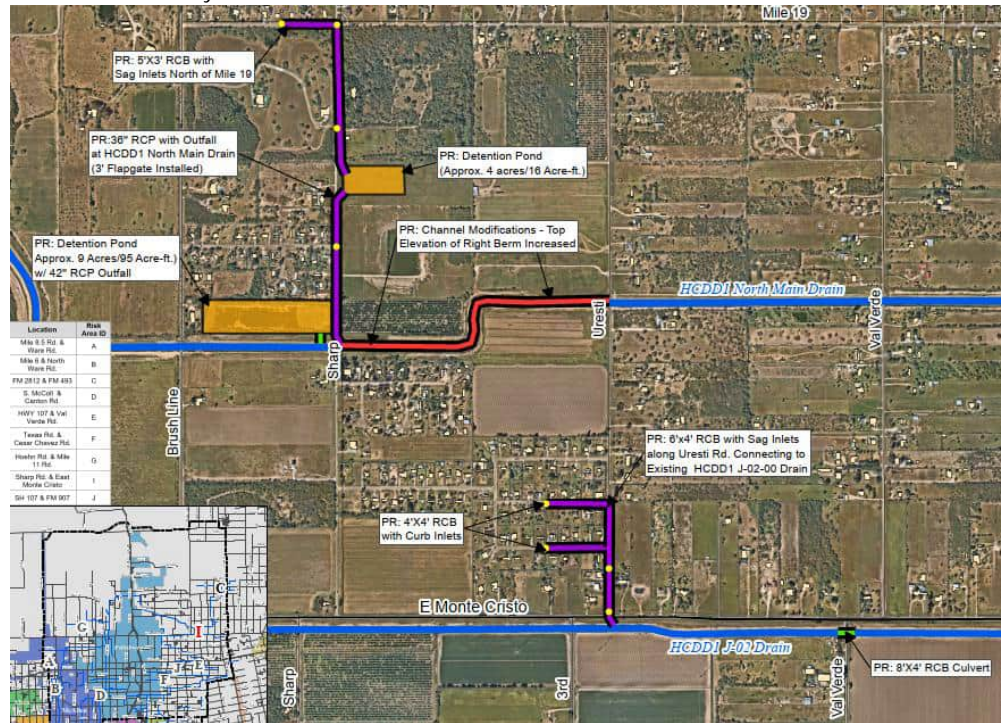 Mile 19
PR: 5'X3' RCB with
Sag Inlets North of Mile 19
PR:36" RCP with Outfall
at HCDD1 North Main Drain
(3' Flapgate Installed)
PR: Detention Pond
(Approx. 4 acres/16 Acre-ft.)
PR: Channel Modifications - Top
Elevation of Right Berm Increased
PR: Detention Pond
Approx. 9 Acres/95 Acre-ft.)
w/ 42" RCP Outfall
HCDD1 North Main Drain
Uresti
Val Verde
Sharp
Brush Line
Location Risk
Area ID
Mile 8.5 Rd. &
Ware Rd. A
Mile 6 & North
Ware Rd. B
FM 2812 & FM 493 C
S. McColl &
Canton Rd. D
HWY 107 & Val
Verde Rd. E
Texas Rd. &
Cesar Chavez Rd. F
Hoehn Rd. & Mile
11 Rd. G
Sharp Rd. & East
Monte Cristo I
SH 107 & FM 907 J
PR: 6'x4' RCB with Sag Inlets
along Uresti Rd. Connecting to
Existing HCDD1 J-02-00 Drain
PR: 4'X4' RCB
with Curb Inlets
E Monte Cristo
HCDD1 J-02 Drain
PR: 8'X4' RCB Culvert
Sharp
3rd
Val Verde
C
G
I
A
J
E
B
D
F